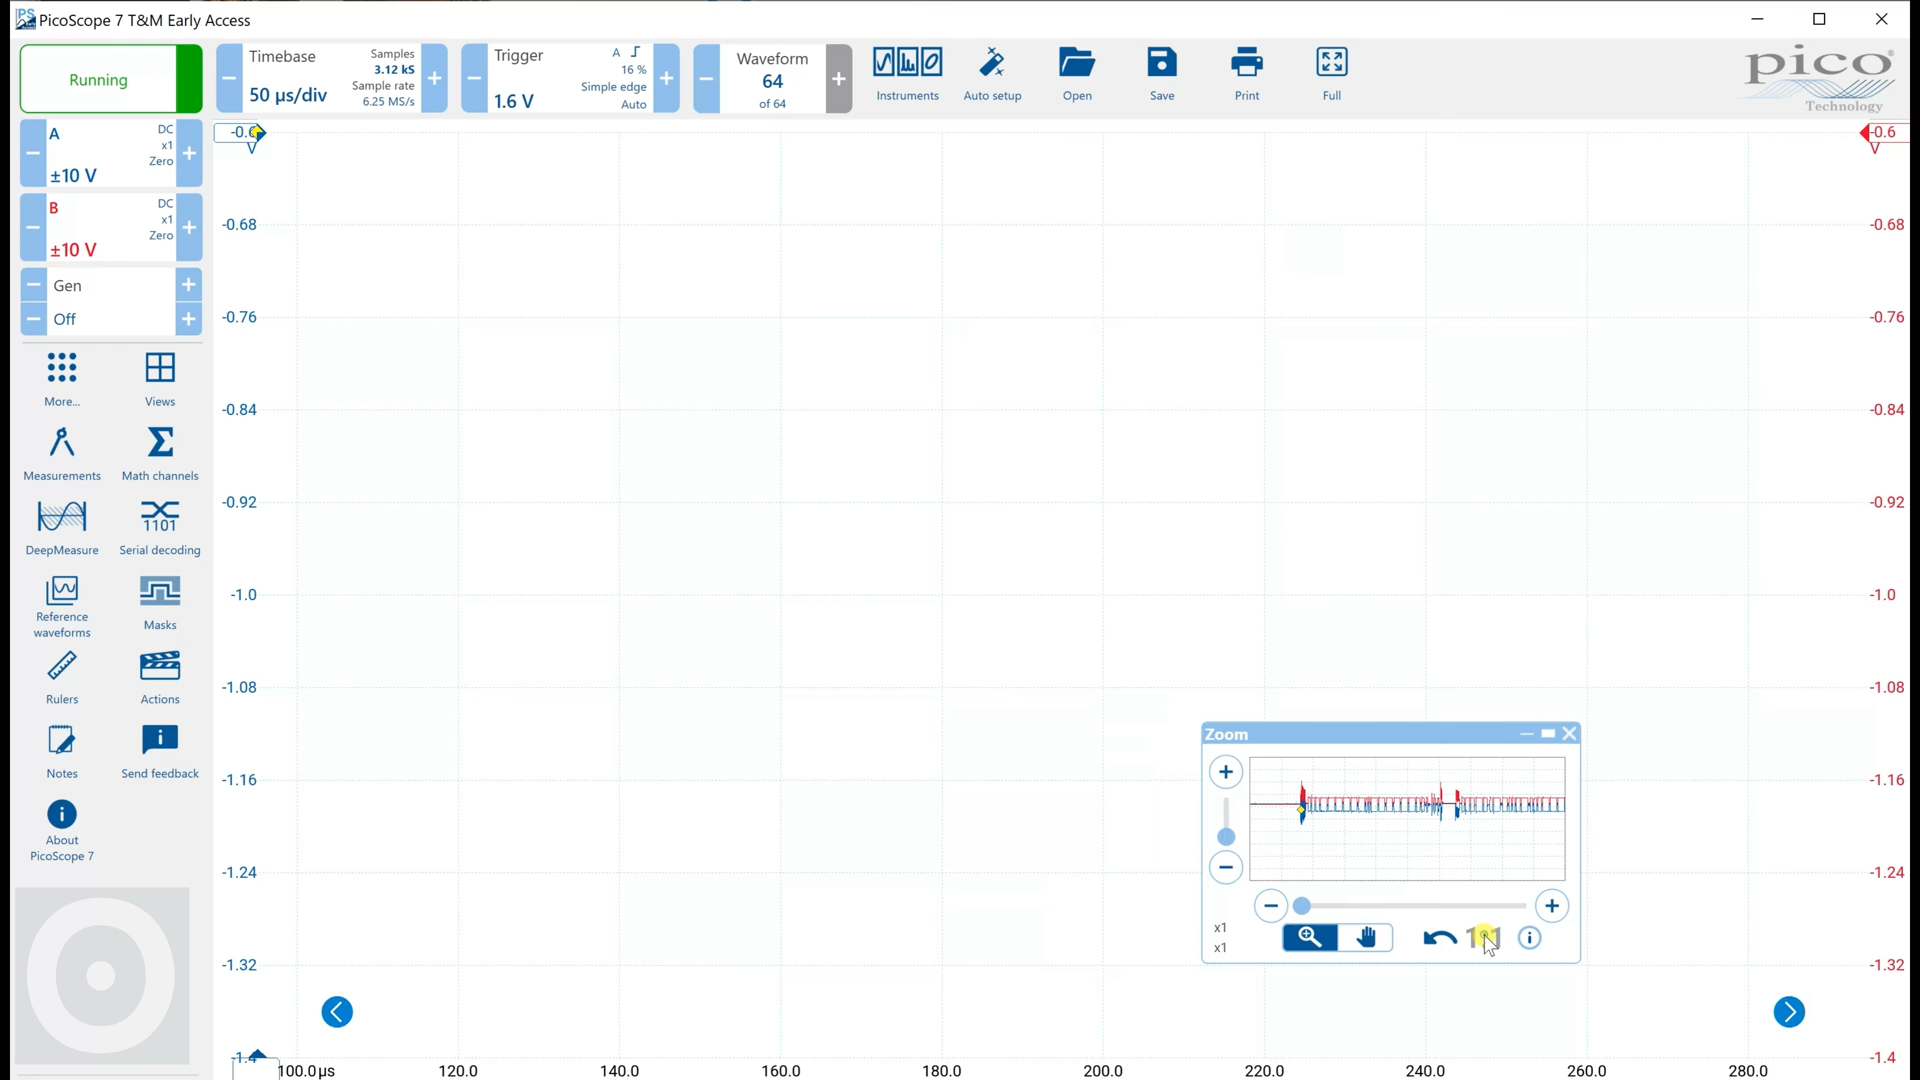 PicoScope 7 T&M Early Access
Running
Timebase
50 µs/div
Samples
3.12 kS
Sample rate
6.25 MS/s
Trigger
1.6 V
A
16 %
Simple edge
Auto
Waveform
64
of 64
Instruments
Auto setup
Open
Save
Print
Full
pico
Technology
A
DC
x1
Zero
±10 V
B
DC
x1
Zero
±10 V
Gen
Off
More...
Views
Measurements
Math channels
DeepMeasure
1101
Serial decoding
Reference
waveforms
Masks
Rulers
Actions
Notes
Send feedback
About
PicoScope 7
V
-0.68
-0.76
-0.84
-0.92
-1.0
-1.08
-1.16
-1.24
-1.32
-1.4
100.0 µs
120.0
140.0
160.0
180.0
200.0
220.0
240.0
260.0
280.0
-0.6
V
-0.68
-0.76
-0.84
-0.92
-1.0
-1.08
-1.16
-1.24
-1.32
-1.4
Zoom
x1
x1